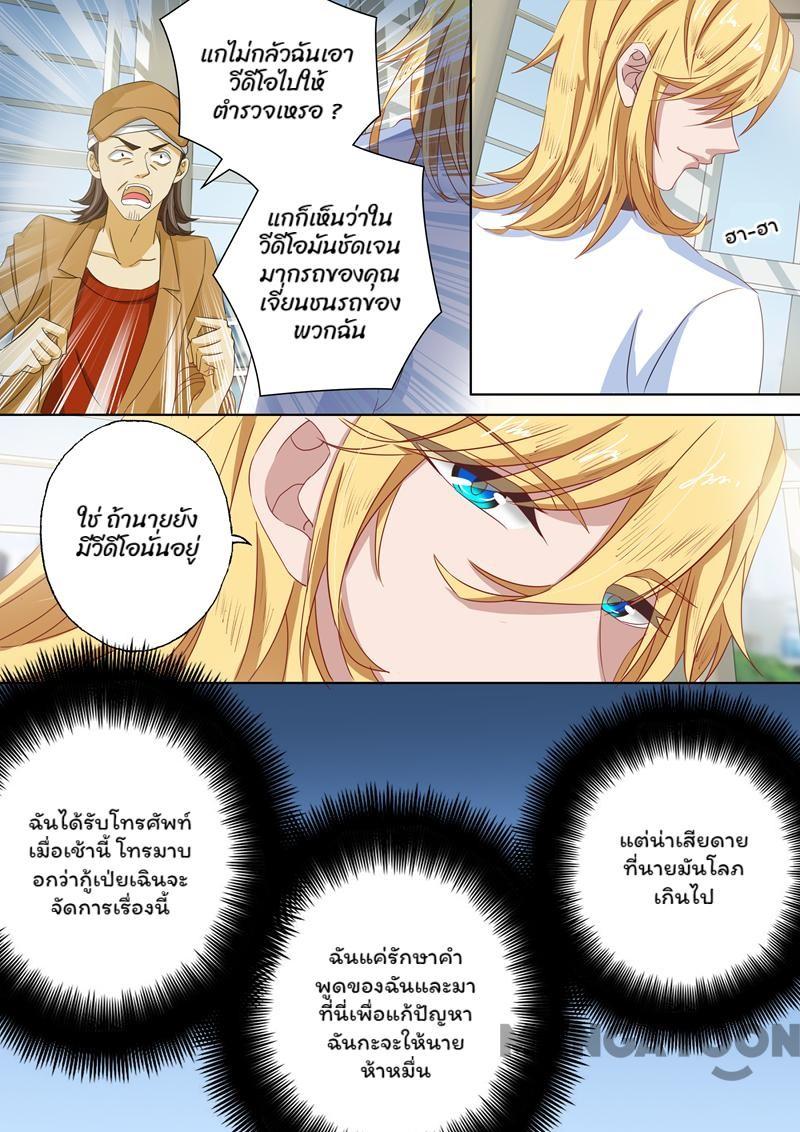 แกไม่กลัวฉันเอา
วีดีโอไปให้
ตำรวจเหรอ ?
แกก็เห็นว่าใน
วีดีโอมันชัดเจน
มากรถของคุณ
เจี่ยนชนรถของ
พวกฉัน
ฮา-ฮา
ใช่ ถ้านายยัง
มีวีดีโอนั่นอยู่
ฉันได้รับโทรศัพท์
เมื่อเช้านี้ โทรมาบ
อกว่ากู้เป่ยเฉินจะ
จัดการเรื่องนี้
ฉันแค่รักษาคำ
พูดของฉันและมา
ที่นี่เพื่อแก้ปัญหา
ฉันกะจะให้นาย
ห้าหมื่น
แต่น่าเสียดาย
ที่นายมันโลภ
เกินไป
MANGATOON